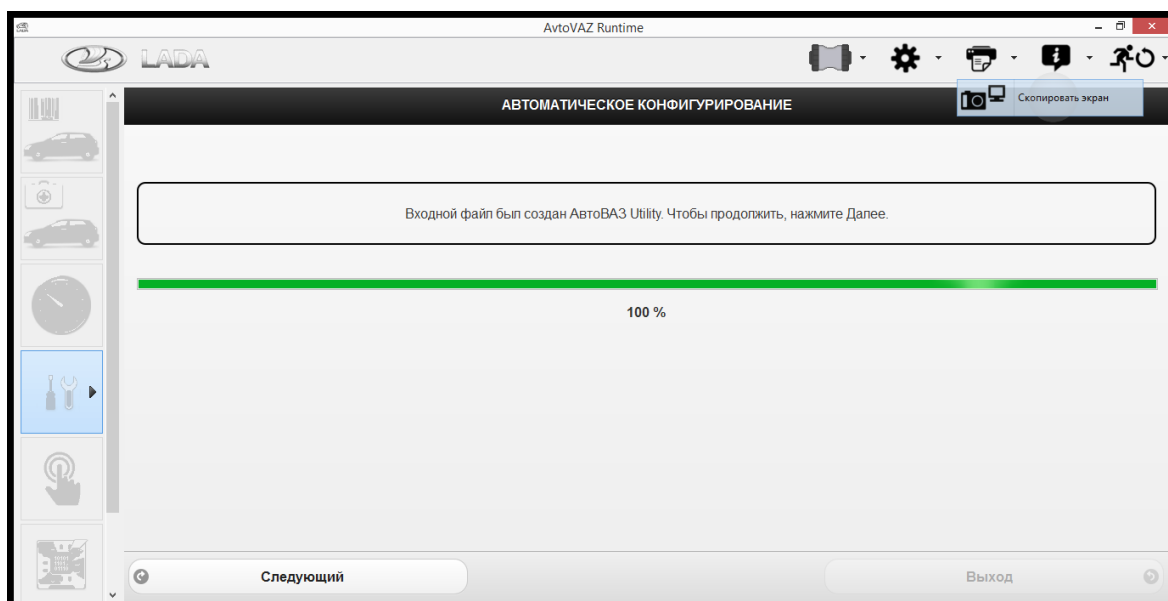 AvtoVAZ Runtime
LADA
Скопировать экран
АВТОМАТИЧЕСКОЕ КОНФИГУРИРОВАНИЕ
Входной файл был создан АвтоВАЗ Utility. Чтобы продолжить, нажмите Далее.
100 %
Следующий
Выход